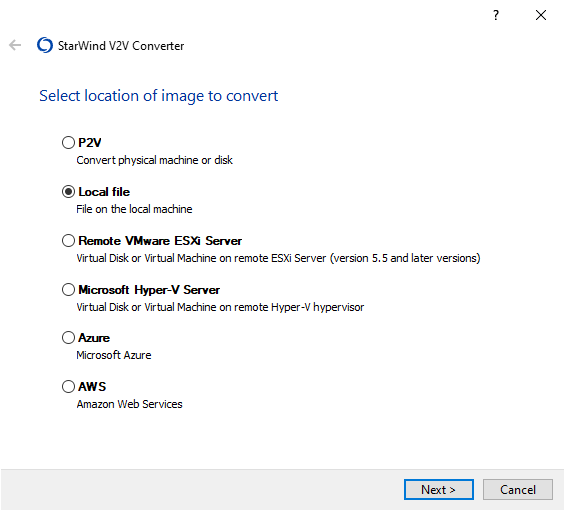 ?
StarWind V2V Converter
Select location of image to convert
P2V
Convert physical machine or disk
Local file
File on the local machine
Remote VMware ESXi Server
Virtual Disk or Virtual Machine on remote ESXi Server (version 5.5 and later versions)
Microsoft Hyper-V Server
Virtual Disk or Virtual Machine on remote Hyper-V hypervisor
Azure
Microsoft Azure
AWS
Amazon Web Services
Next > Cancel